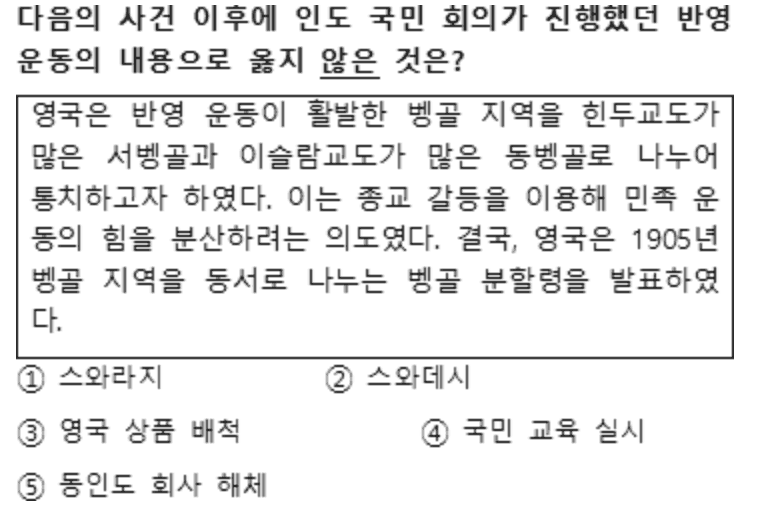 다음의 사건 이후에 인도 국민 회의가 진행했던 반영
운동의 내용으로 옳지 않은 것은?
영국은 반영 운동이 활발한 벵골 지역을 힌두교도가
많은 서벵골과 이슬람교도가 많은 동벵골로 나누어
통치하고자 하였다. 이는 종교 갈등을 이용해 민족 운
동의 힘을 분산하려는 의도였다. 결국, 영국은 1905년
벵골 지역을 동서로 나누는 벵골 분할령을 발표하였
다.
① 스와라지 ② 스와데시
③ 영국 상품 배척 ④ 국민 교육 실시
⑤ 동인도 회사 해체